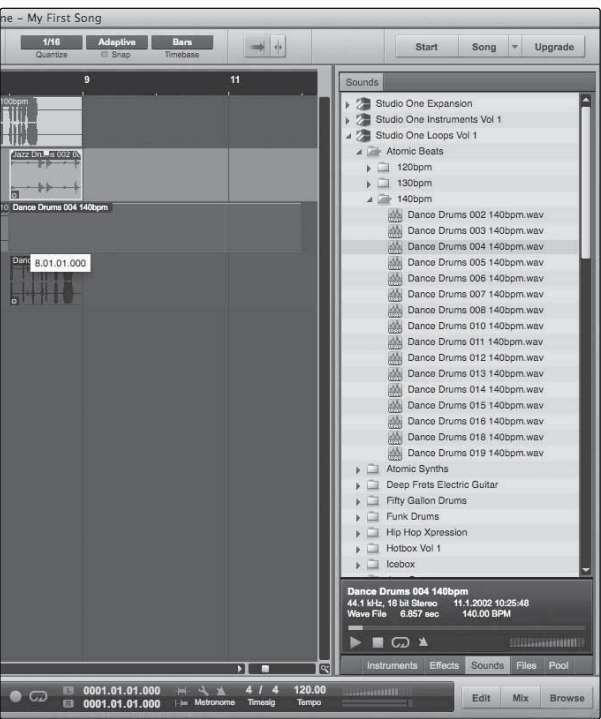 ne – My First Song
1/16
Quantize
Adaptive
Snap
Bars
Timebase
Start
Song
Upgrade
9
11
100bpm
Jazz Dru
s 002 0
10
Dance Drums 004 140bpm
Danc
8.01.01.000
Sounds
Studio One Expansion
Studio One Instruments Vol 1
Studio One Loops Vol 1
Atomic Beats
120bpm
130bpm
140bpm
Dance Drums 002 140bpm.wav
Dance Drums 003 140bpm.wav
Dance Drums 004 140bpm.wav
Dance Drums 005 140bpm.wav
Dance Drums 006 140bpm.wav
Dance Drums 007 140bpm.wav
Dance Drums 008 140bpm.wav
Dance Drums 010 140bpm.wav
Dance Drums 011 140bpm.wav
Dance Drums 012 140bpm.wav
Dance Drums 013 140bpm.wav
Dance Drums 014 140bpm.wav
Dance Drums 015 140bpm.wav
Dance Drums 016 140bpm.wav
Dance Drums 018 140bpm.wav
Dance Drums 019 140bpm.wav
Atomic Synths
Deep Frets Electric Guitar
Fifty Gallon Drums
Funk Drums
Hip Hop Xpression
Hotbox Vol 1
Icebox
Dance Drums 004 140bpm
44.1 kHz, 16 bit Stereo 11.1.2002 10:25:48
Wave File 6.857 sec 140.00 BPM
Instruments Effects Sounds Files Pool
L 0001.01.01.000
R 0001.01.01.000
Metronome
4 / 4
Timesig
120.00
Tempo
Edit Mix Browse